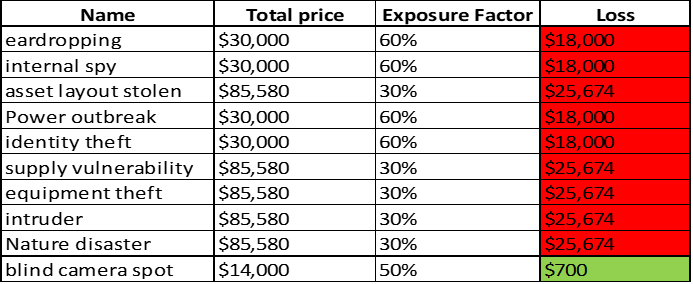 Name Total price Exposure Factor Loss
eardropping $30,000 60% $18,000
internal spy $30,000 60% $18,000
asset layout stolen $85,580 30% $25,674
Power outbreak $30,000 60% $18,000
identity theft $30,000 60% $18,000
supply vulnerability $85,580 30% $25,674
equipment theft $85,580 30% $25,674
intruder $85,580 30% $25,674
Nature disaster $85,580 30% $25,674
blind camera spot $14,000 50% $700